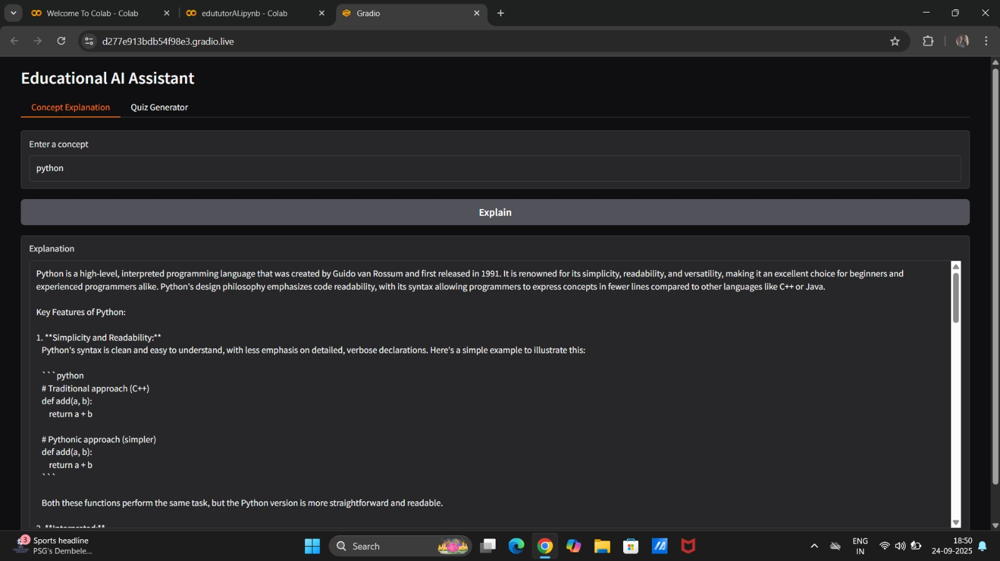 Welcome To Colab - Colab
edututorAI.ipynb - Colab
Gradio
d277e913bdb54f98e3.gradio.live
Educational AI Assistant
Concept Explanation
Quiz Generator
Enter a concept
python
Explain
Explanation
Python is a high-level, interpreted programming language that was created by Guido van Rossum and first released in 1991. It is renowned for its simplicity, readability, and versatility, making it an excellent choice for beginners and
experienced programmers alike. Python's design philosophy emphasizes code readability, with its syntax allowing programmers to express concepts in fewer lines compared to other languages like C++ or Java.
Key Features of Python:
1. **Simplicity and Readability:**
Python's syntax is clean and easy to understand, with less emphasis on detailed, verbose declarations. Here's a simple example to illustrate this:
```python
# Traditional approach (C++)
def add(a, b):
return a + b
# Pythonic approach (simpler)
def add(a, b):
return a + b
```
Both these functions perform the same task, but the Python version is more straightforward and readable.
2. **Interpreted:**
3
Sports headline
PSG's Dembele...
Search
ENG
IN
18:50
24-09-2025